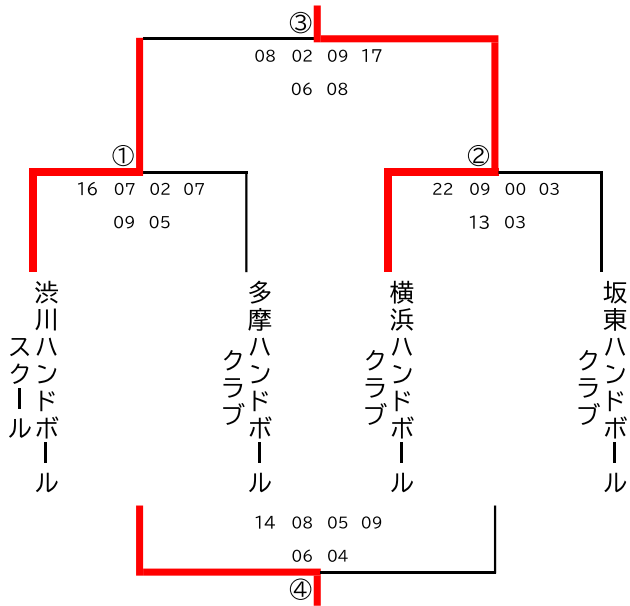 ③
08 02 09 17
06 08
①
16 07 02 07
09 05
②
22 09 00 03
13 03
渋川ハンドボール
スクール
多摩ハンドボール
クラブ
横浜ハンドボール
クラブ
坂東ハンドボール
クラブ
14 08 05 09
06 04
④